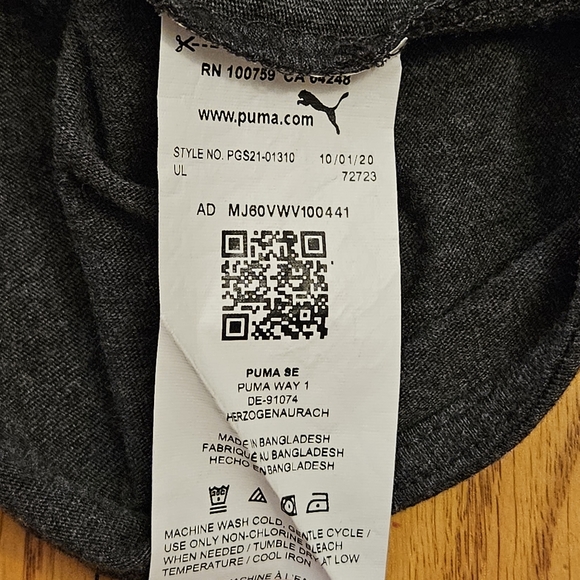 RN 100759 CA 04248
www.puma.com
STYLE NO. PGS21-01310 10/01/20
UL 72723
AD MJ60VWV100441
PUMA SE
PUMA WAY 1
DE-91074
HERZOGENAURACH
MADE IN BANGLADESH
FABRIQUÉ AU BANGLADESH
HECHO EN BANGLADESH
MACHINE WASH COLD, GENTLE CYCLE /
USE ONLY NON-CHLORINE BLEACH
WHEN NEEDED / TUMBLE DRY AT LOW
TEMPERATURE / COOL IRON
MACHINE À L'EA